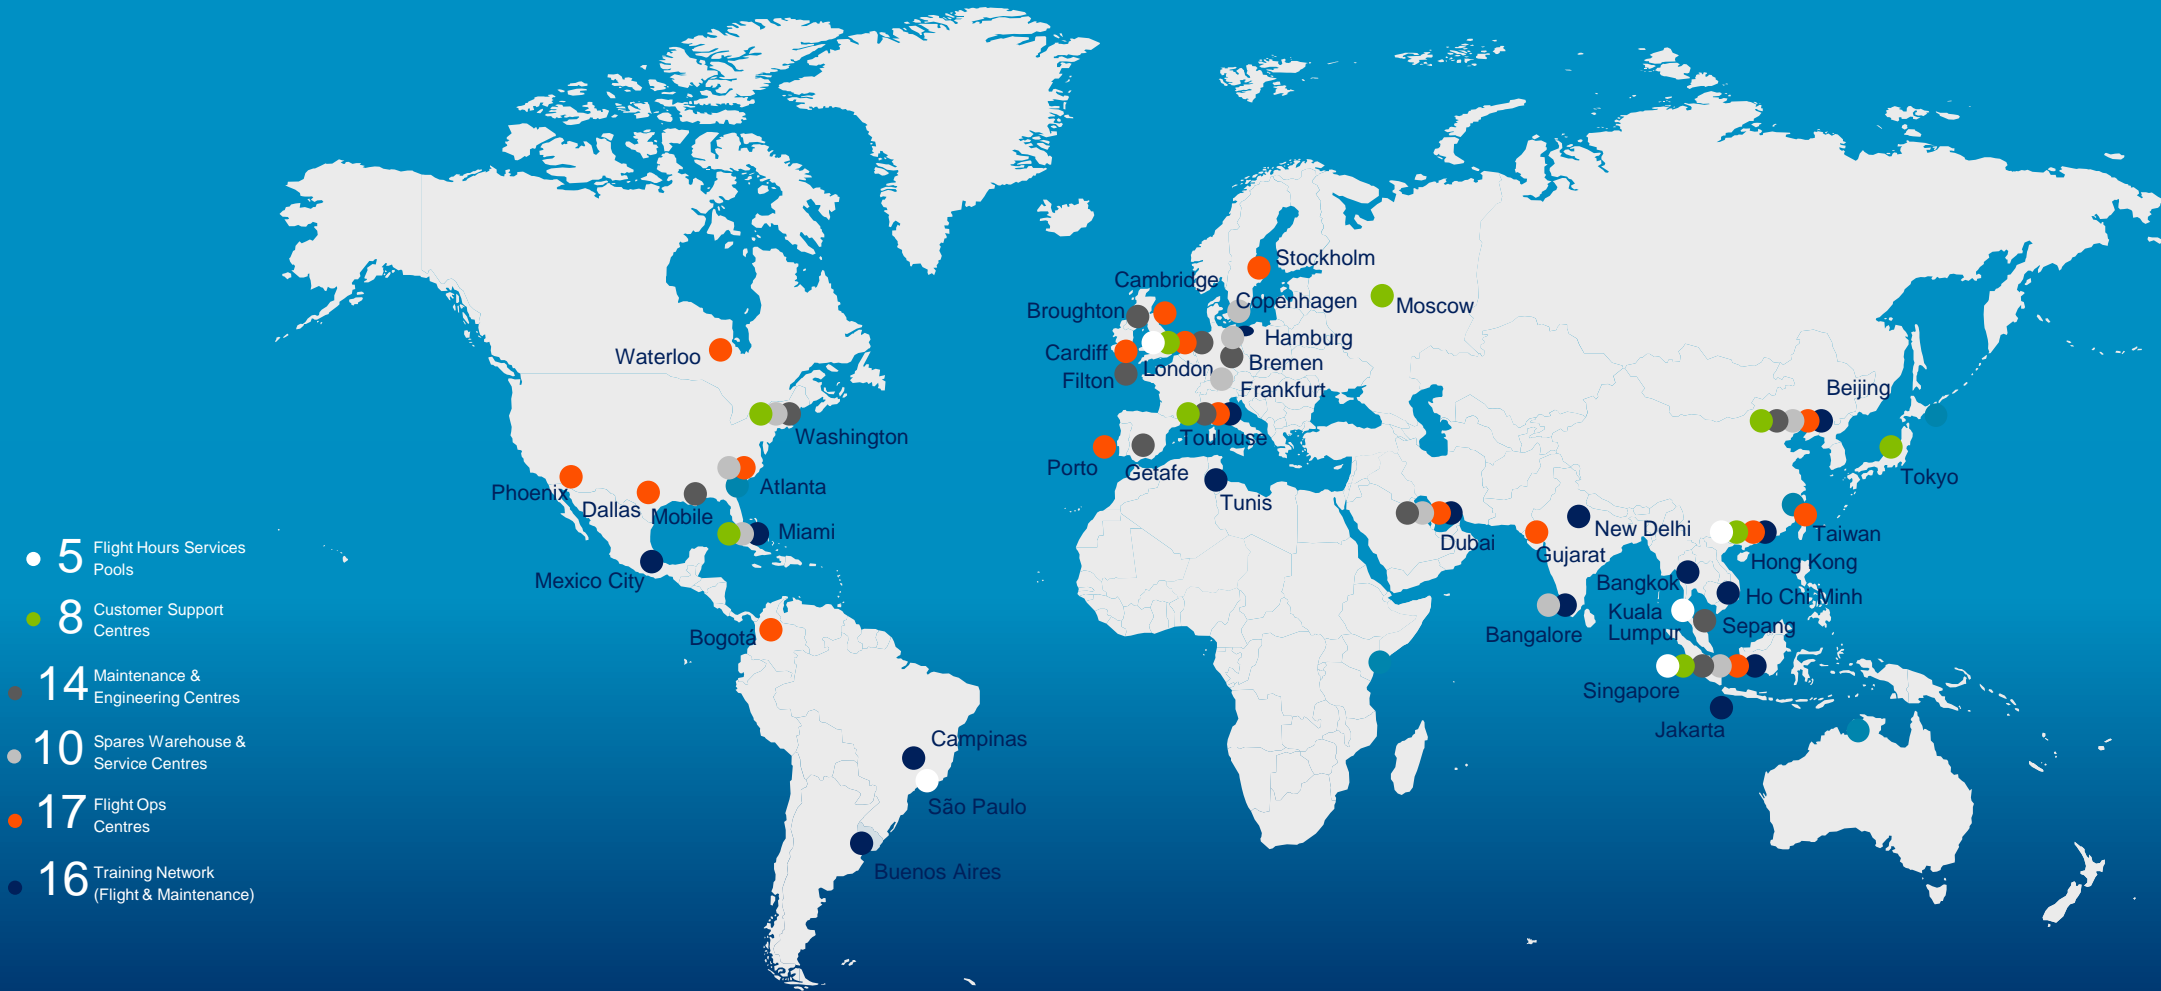 Stockholm
Cambridge
Copenhagen
Moscow
Broughton
Hamburg
Waterloo
Cardiff
London
Bremen
Filton
Frankfurt
Beijing
Washington
Toulouse
Porto
Getafe
Tokyo
Phoenix
Atlanta
Tunis
Dallas
Mobile
New Delhi
Miami
Dubai
Gujarat
Taiwan
Hong Kong
Mexico City
Bangkok
Ho Chi Minh
Kuala
Lumpur
Sepang
Bogotá
Bangalore
Singapore
Jakarta
Campinas
São Paulo
Buenos Aires
5 Flight Hours Services
Pools
8 Customer Support
Centres
14 Maintenance &
Engineering Centres
10 Spares Warehouse &
Service Centres
17 Flight Ops
Centres
16 Training Network
(Flight & Maintenance)